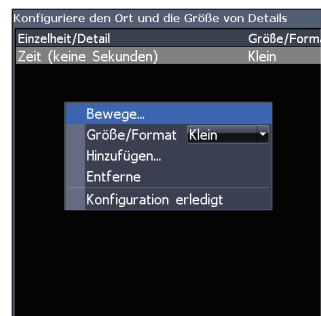 Konfiguriere den Ort und die Größe von Details
Einzelheit/Detail Größe/Forma
Zeit (keine Sekunden) Klein
Bewege...
Größe/Format Klein
Hinzufügen...
Entferne
Konfiguration erledigt